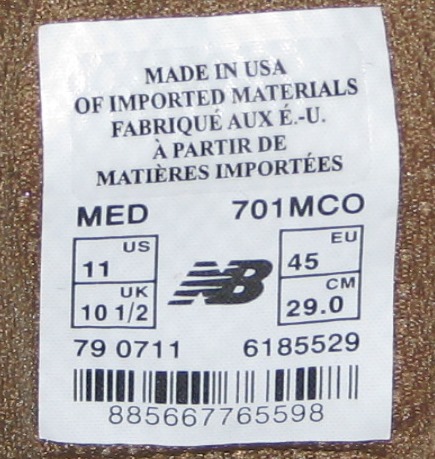 MADE IN USA
OF IMPORTED MATERIALS
FABRIQUÉ AUX É.-U.
À PARTIR DE
MATIÈRES IMPORTÉES
MED 701MCO
US
11
UK
10 1/2
NB
EU
45
CM
29.0
79 0711 6185529
885667765598